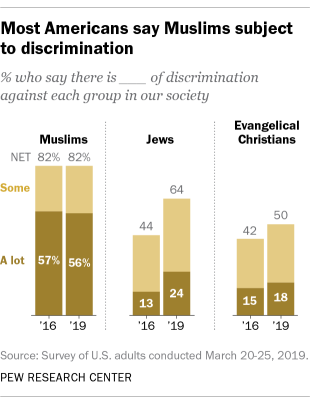 Most Americans say Muslims subject
to discrimination
% who say there is ___ of discrimination
against each group in our society
Muslims
Jews
Evangelical
Christians
NET 82% 82%
Some
A lot
57% 56%
'16 '19
44 64
13 24
'16 '19
42 50
15 18
'16 '19
Source: Survey of U.S. adults conducted March 20-25, 2019.
PEW RESEARCH CENTER